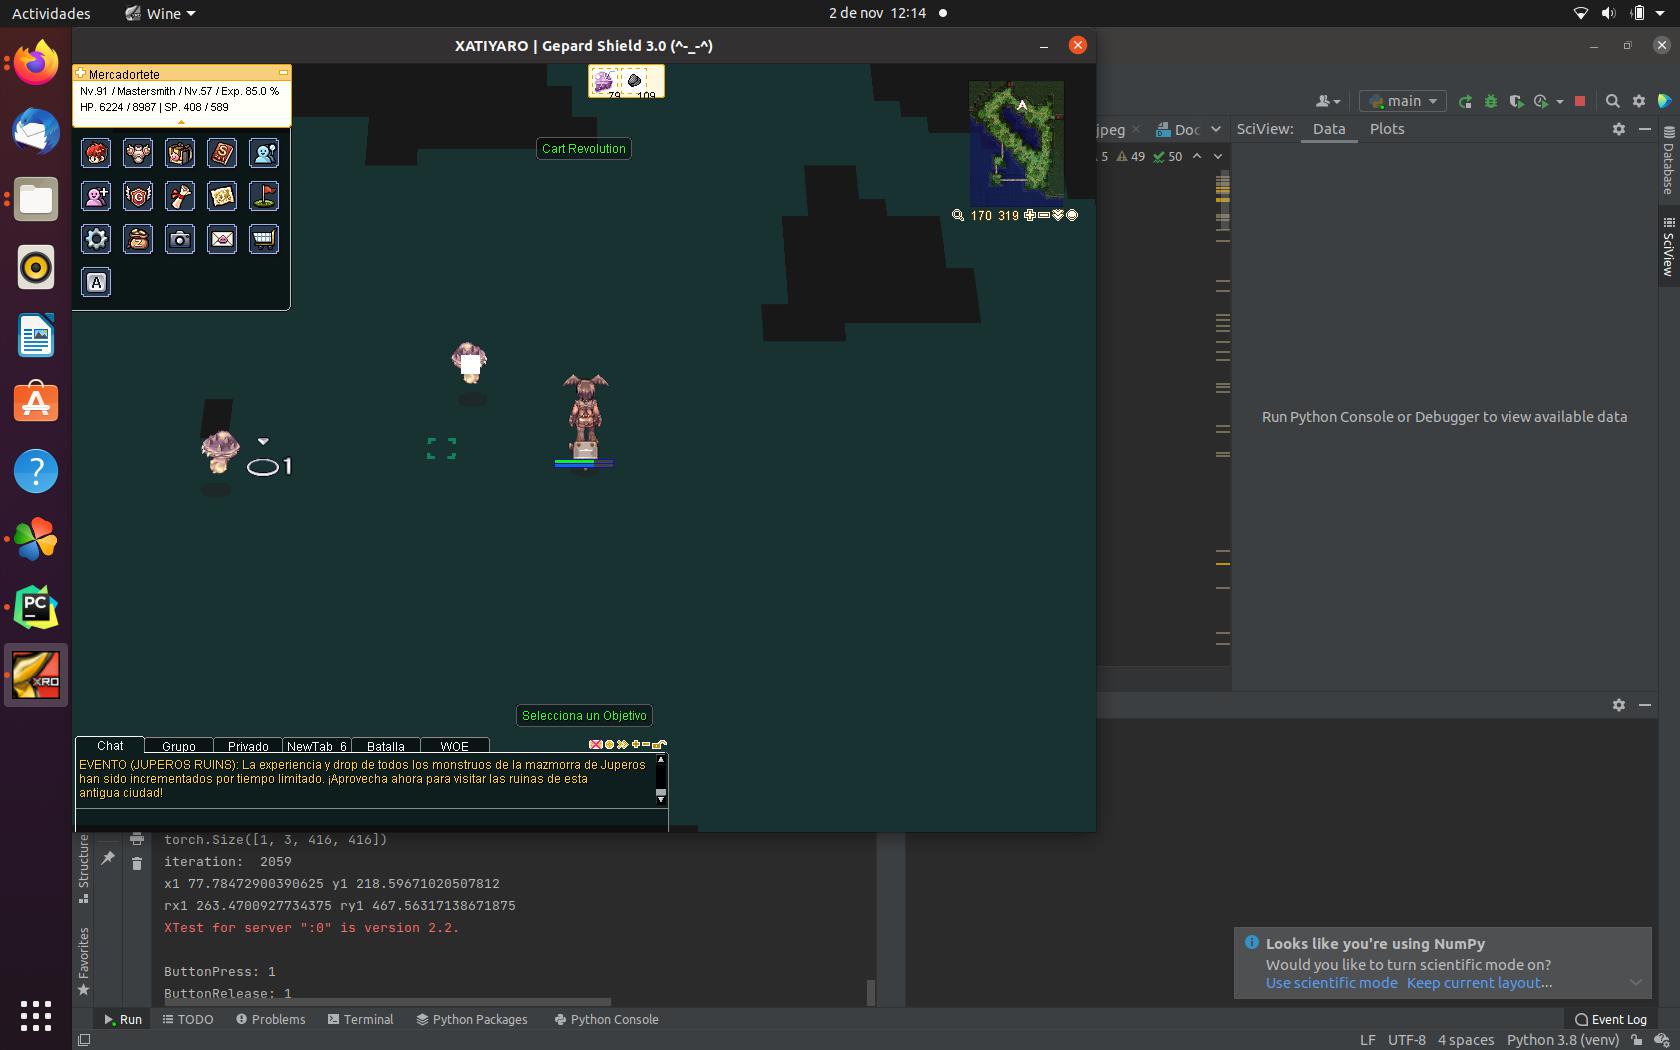 Actividades
Wine
2 de nov 12:14
XATIYARO | Gepard Shield 3.0 (^-_-^)
Mercadortete
Nv.91 / Mastersmith / Nv.57 / Exp. 85.0 %
HP. 6224 / 8987 | SP. 408 / 589
79 109
Cart Revolution
S
G
A
A
170 319
1
Selecciona un Objetivo
Chat Grupo Privado NewTab 6 Batalla WOE
EVENTO (JUPEROS RUINS): La experiencia y drop de todos los monstruos de la mazmorra de Juperos
han sido incrementados por tiempo limitado. ¡Aprovecha ahora para visitar las ruinas de esta
antigua ciudad!
PC
XRO
main
jpeg
Doc
SciView: Data Plots
5 49 50
Database
SciView
Run Python Console or Debugger to view available data
Structure
Favorites
torch.Size([1, 3, 416, 416])
iteration: 2059
x1 77.78472900390625 y1 218.59671020507812
rx1 263.4700927734375 ry1 467.56317138671875
XTest for server ":0" is version 2.2.
ButtonPress: 1
ButtonRelease: 1
Looks like you're using NumPy
Would you like to turn scientific mode on?
Use scientific mode Keep current layout...
Run TODO Problems Terminal Python Packages Python Console
Event Log
LF UTF-8 4 spaces Python 3.8 (venv)